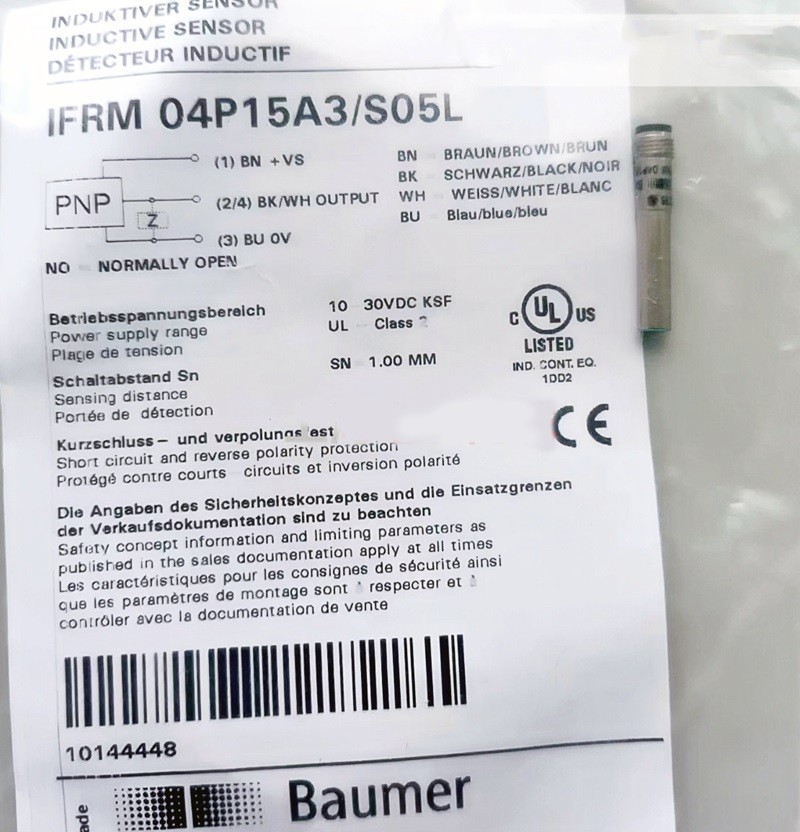 INDUKTIVER SENSOR
INDUCTIVE SENSOR
DÉTECTEUR INDUCTIF
IFRM 04P15A3/S05L
PNP
Z
(1) BN +VS
(2/4) BK/WH OUTPUT
(3) BU 0V
BN BRAUN/BROWN/BRUN
BK SCHWARZ/BLACK/NOIR
WH WEISS/WHITE/BLANC
BU Blau/blue/bleu
NO NORMALLY OPEN
Betriebsspannungsbereich
Power supply range
Plage de tension
10 30VDC KSF
UL Class 2
Schaltabstand Sn
Sensing distance
Portée de détection
SN 1.00 MM
C UL US
LISTED
IND. CONT. EQ.
1DD2
CE
Kurzschluss – und verpolungs est
Short circuit and reverse polarity protection
Protégé contre courts circuits et inversion polarité
Die Angaben des Sicherheitskonzeptes und die Einsatzgrenzen
der Verkaufsdokumentation sind zu beachten
Safety concept information and limiting parameters as
published in the sales documentation apply at all times
Les caractéristiques pour les consignes de sécurité ainsi
que les paramètres de montage sont respecter et
contrôler avec la documentation de vente
10144448
Baumer